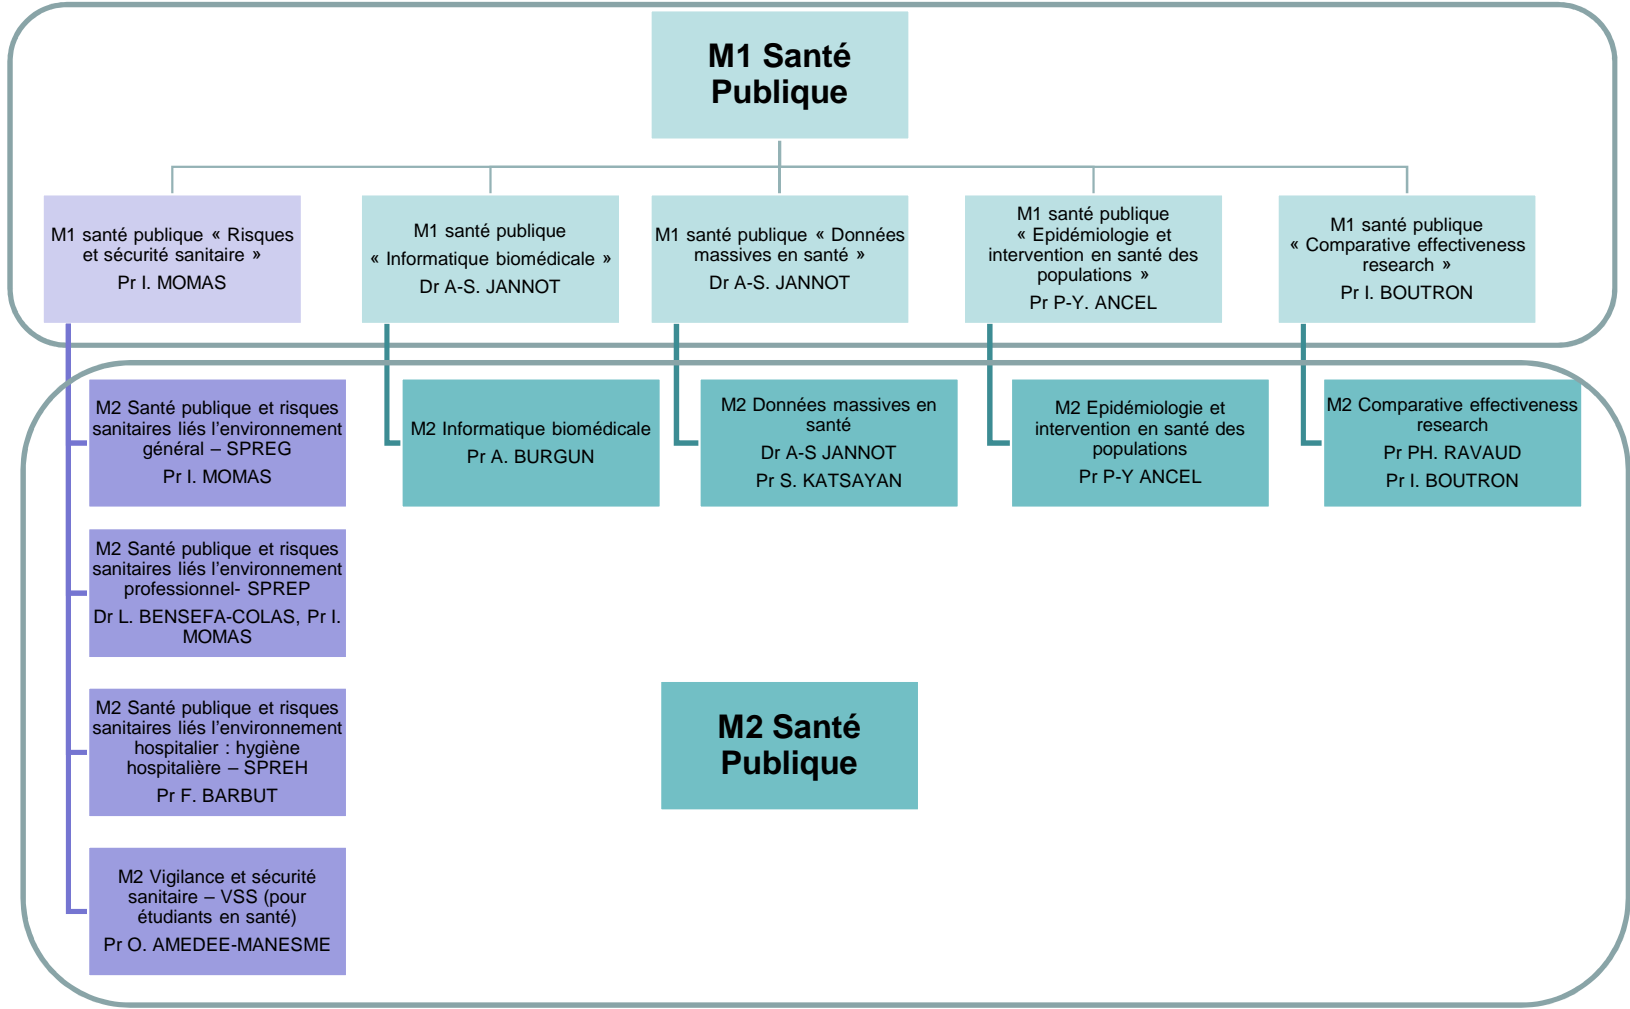 M1 Santé
Publique
M1 santé publique « Risques
et sécurité sanitaire »
Pr I. MOMAS
M1 santé publique
« Informatique biomédicale »
Dr A-S. JANNOT
M1 santé publique « Données
massives en santé »
Dr A-S. JANNOT
M1 santé publique
« Epidémiologie et
intervention en santé des
populations »
Pr P-Y. ANCEL
M1 santé publique
« Comparative effectiveness
research »
Pr I. BOUTRON
M2 Santé publique et risques
sanitaires liés l'environnement
général – SPREG
Pr I. MOMAS
M2 Informatique biomédicale
Pr A. BURGUN
M2 Données massives en
santé
Dr A-S JANNOT
Pr S. KATSAYAN
M2 Epidémiologie et
intervention en santé des
populations
Pr P-Y ANCEL
M2 Comparative effectiveness
research
Pr PH. RAVAUD
Pr I. BOUTRON
M2 Santé publique et risques
sanitaires liés l'environnement
professionnel- SPREP
Dr L. BENSEFA-COLAS, Pr I.
MOMAS
M2 Santé publique et risques
sanitaires liés l'environnement
hospitalier : hygiène
hospitalière – SPREH
Pr F. BARBUT
M2 Santé
Publique
M2 Vigilance et sécurité
sanitaire – VSS (pour
étudiants en santé)
Pr O. AMEDEE-MANESME